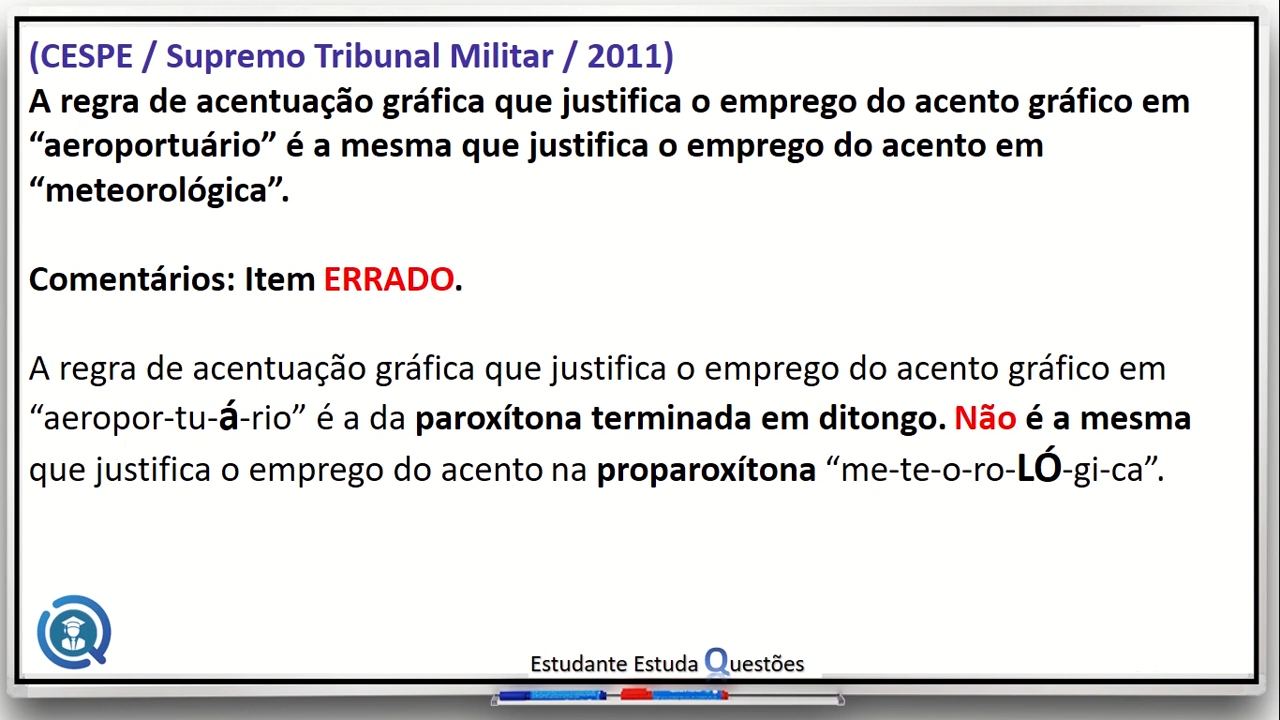 (CESPE / Supremo Tribunal Militar / 2011)
A regra de acentuação gráfica que justifica o emprego do acento gráfico em
“aeroportuário” é a mesma que justifica o emprego do acento em
“meteorológica”.
Comentários: Item ERRADO.
A regra de acentuação gráfica que justifica o emprego do acento gráfico em
“aeropor-tu-á-rio” é a da paroxítona terminada em ditongo. Não é a mesma
que justifica o emprego do acento na proparoxítona “me-te-o-ro-LÓ-gi-ca”.
Estudante Estuda Questões